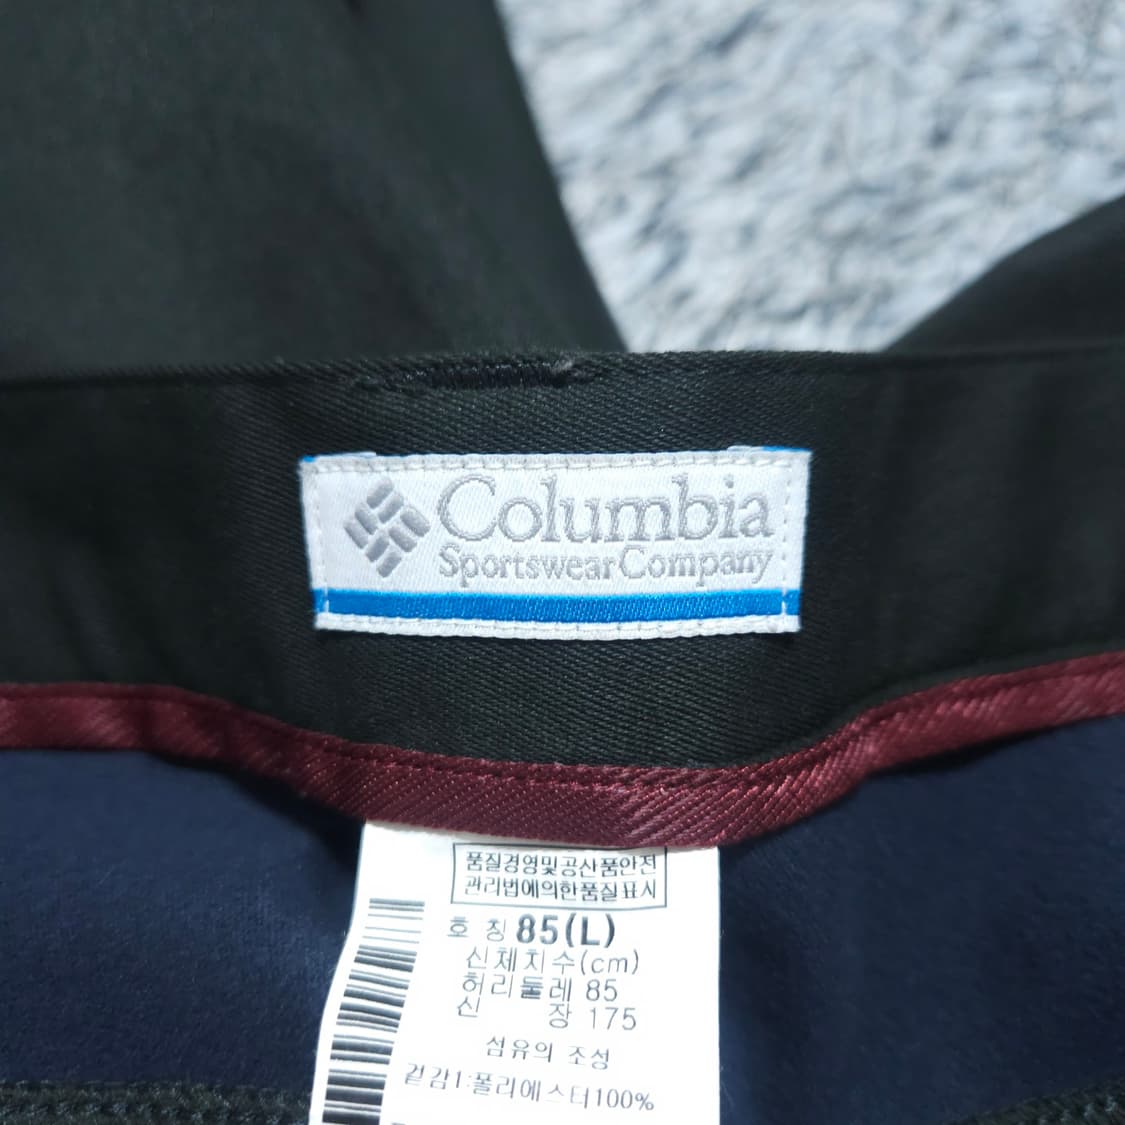 Columbia
Sportswear Company
품질경영및공산품안전
관리법에의한품질표시
호 칭 85(L)
신체치수(cm)
허리둘레 85
신 장 175
섬유의 조성
겉감1:폴리에스터100%